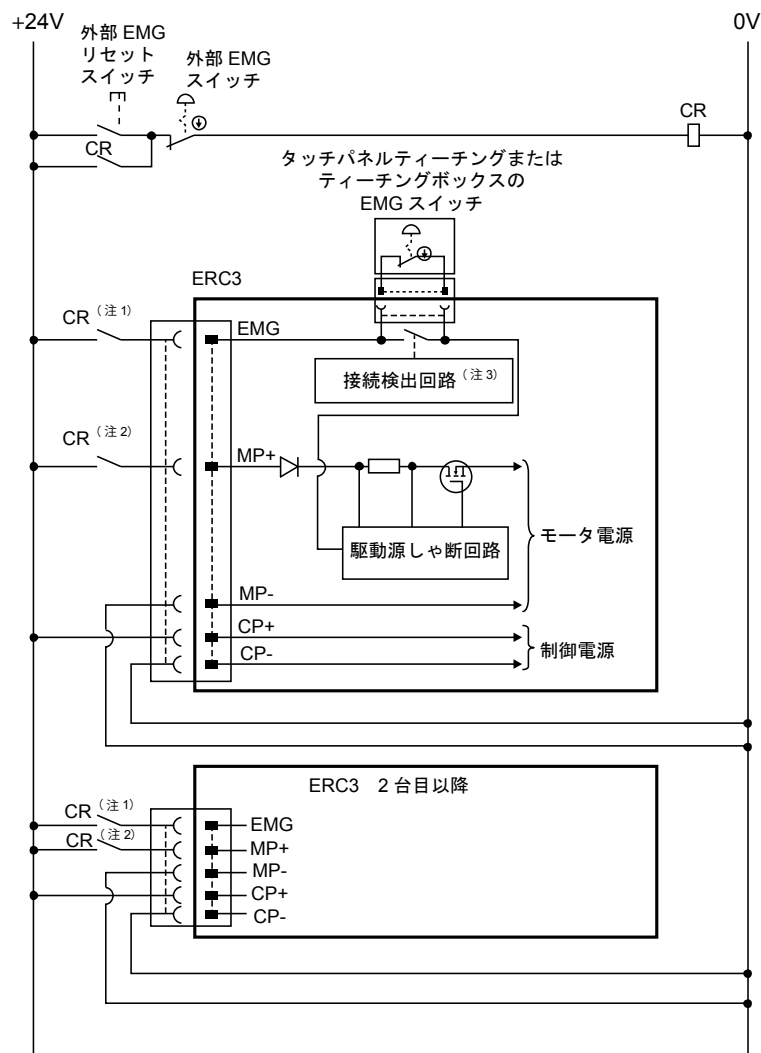 +24V
0V
外部 EMG
リセット
スイッチ
外部 EMG
スイッチ
CR
CR
タッチパネルティーチングまたは
ティーチングボックスの
EMG スイッチ
ERC3
CR（注 1）
EMG
接続検出回路（注 3）
CR（注 2）
MP+
駆動源しゃ断回路
モータ電源
MP-
CP+
制御電源
CP-
ERC3　2 台目以降
CR（注 1）
EMG
CR（注 2）
MP+
MP-
CP+
CP-